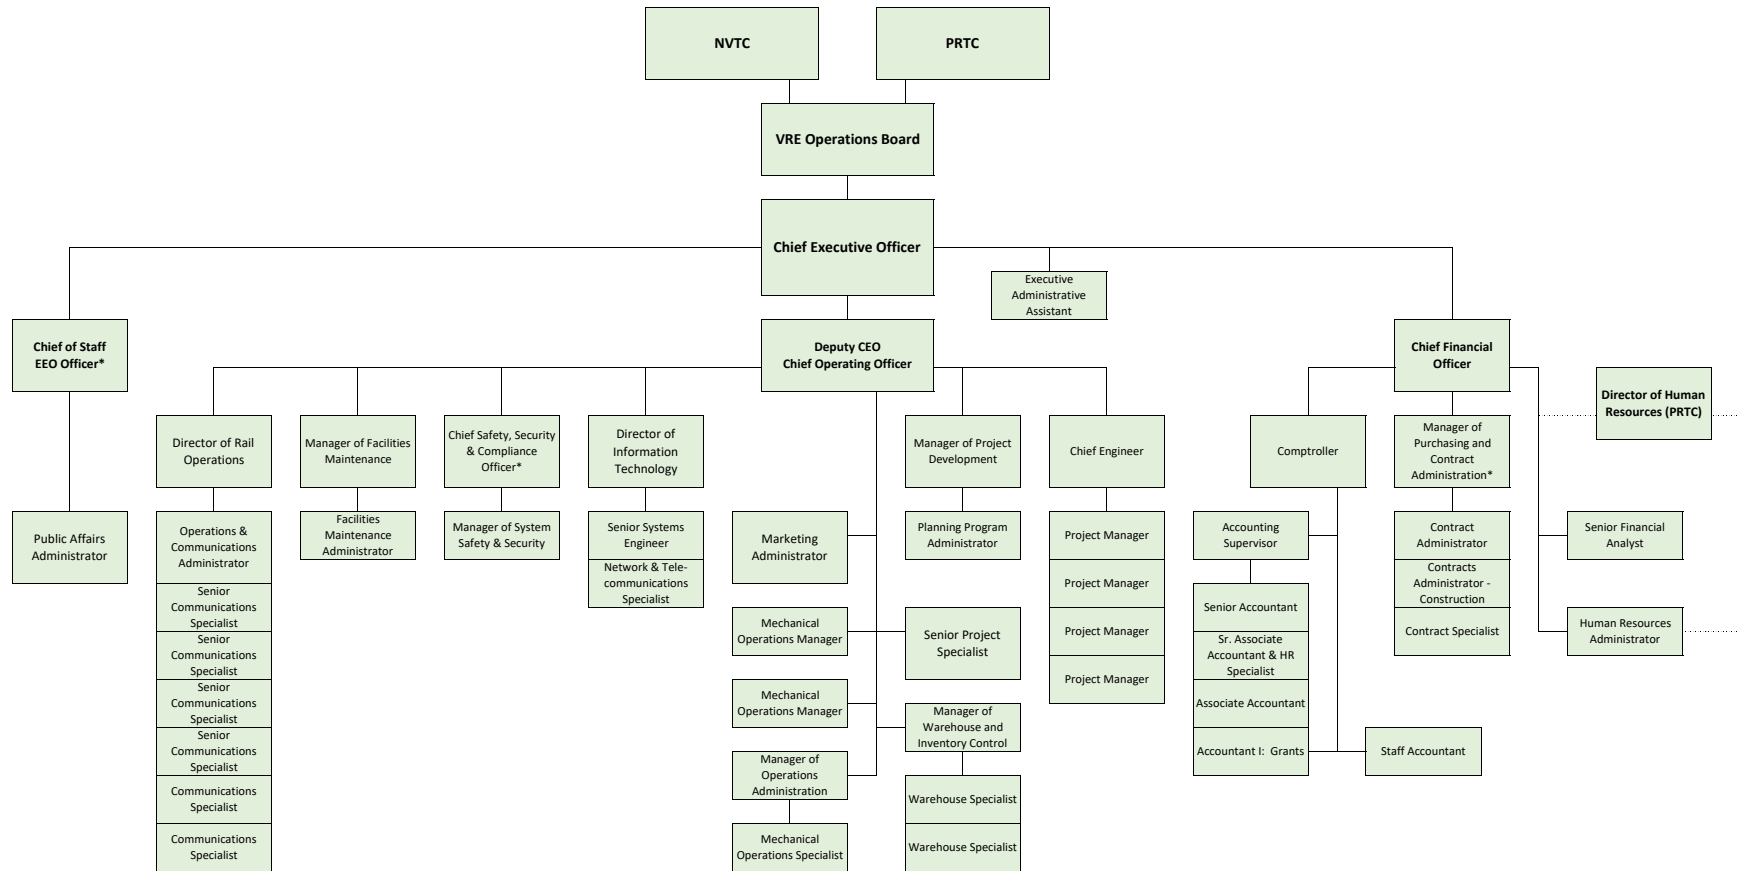 NVTC
PRTC
VRE Operations Board
Chief Executive Officer
Executive
Administrative
Assistant
Chief of Staff
EEO Officer*
Deputy CEO
Chief Operating Officer
Chief Financial
Officer
Director of Human
Resources (PRTC)
Director of Rail
Operations
Manager of Facilities
Maintenance
Chief Safety, Security
& Compliance
Officer*
Director of
Information
Technology
Manager of Project
Development
Chief Engineer
Comptroller
Manager of
Purchasing and
Contract
Administration*
Public Affairs
Administrator
Operations &
Communications
Administrator
Facilities
Maintenance
Administrator
Manager of System
Safety & Security
Senior Systems
Engineer
Marketing
Administrator
Planning Program
Administrator
Project Manager
Accounting
Supervisor
Contract
Administrator
Senior Financial
Analyst
Network & Tele-
communications
Specialist
Project Manager
Contracts
Administrator -
Construction
Senior
Communications
Specialist
Senior Accountant
Mechanical
Operations Manager
Senior Project
Specialist
Project Manager
Contract Specialist
Human Resources
Administrator
Senior
Communications
Specialist
Sr. Associate
Accountant & HR
Specialist
Senior
Communications
Specialist
Mechanical
Operations Manager
Project Manager
Associate Accountant
Senior
Communications
Specialist
Manager of
Warehouse and
Inventory Control
Accountant I: Grants
Staff Accountant
Communications
Specialist
Manager of
Operations
Administration
Warehouse Specialist
Communications
Specialist
Mechanical
Operations Specialist
Warehouse Specialist